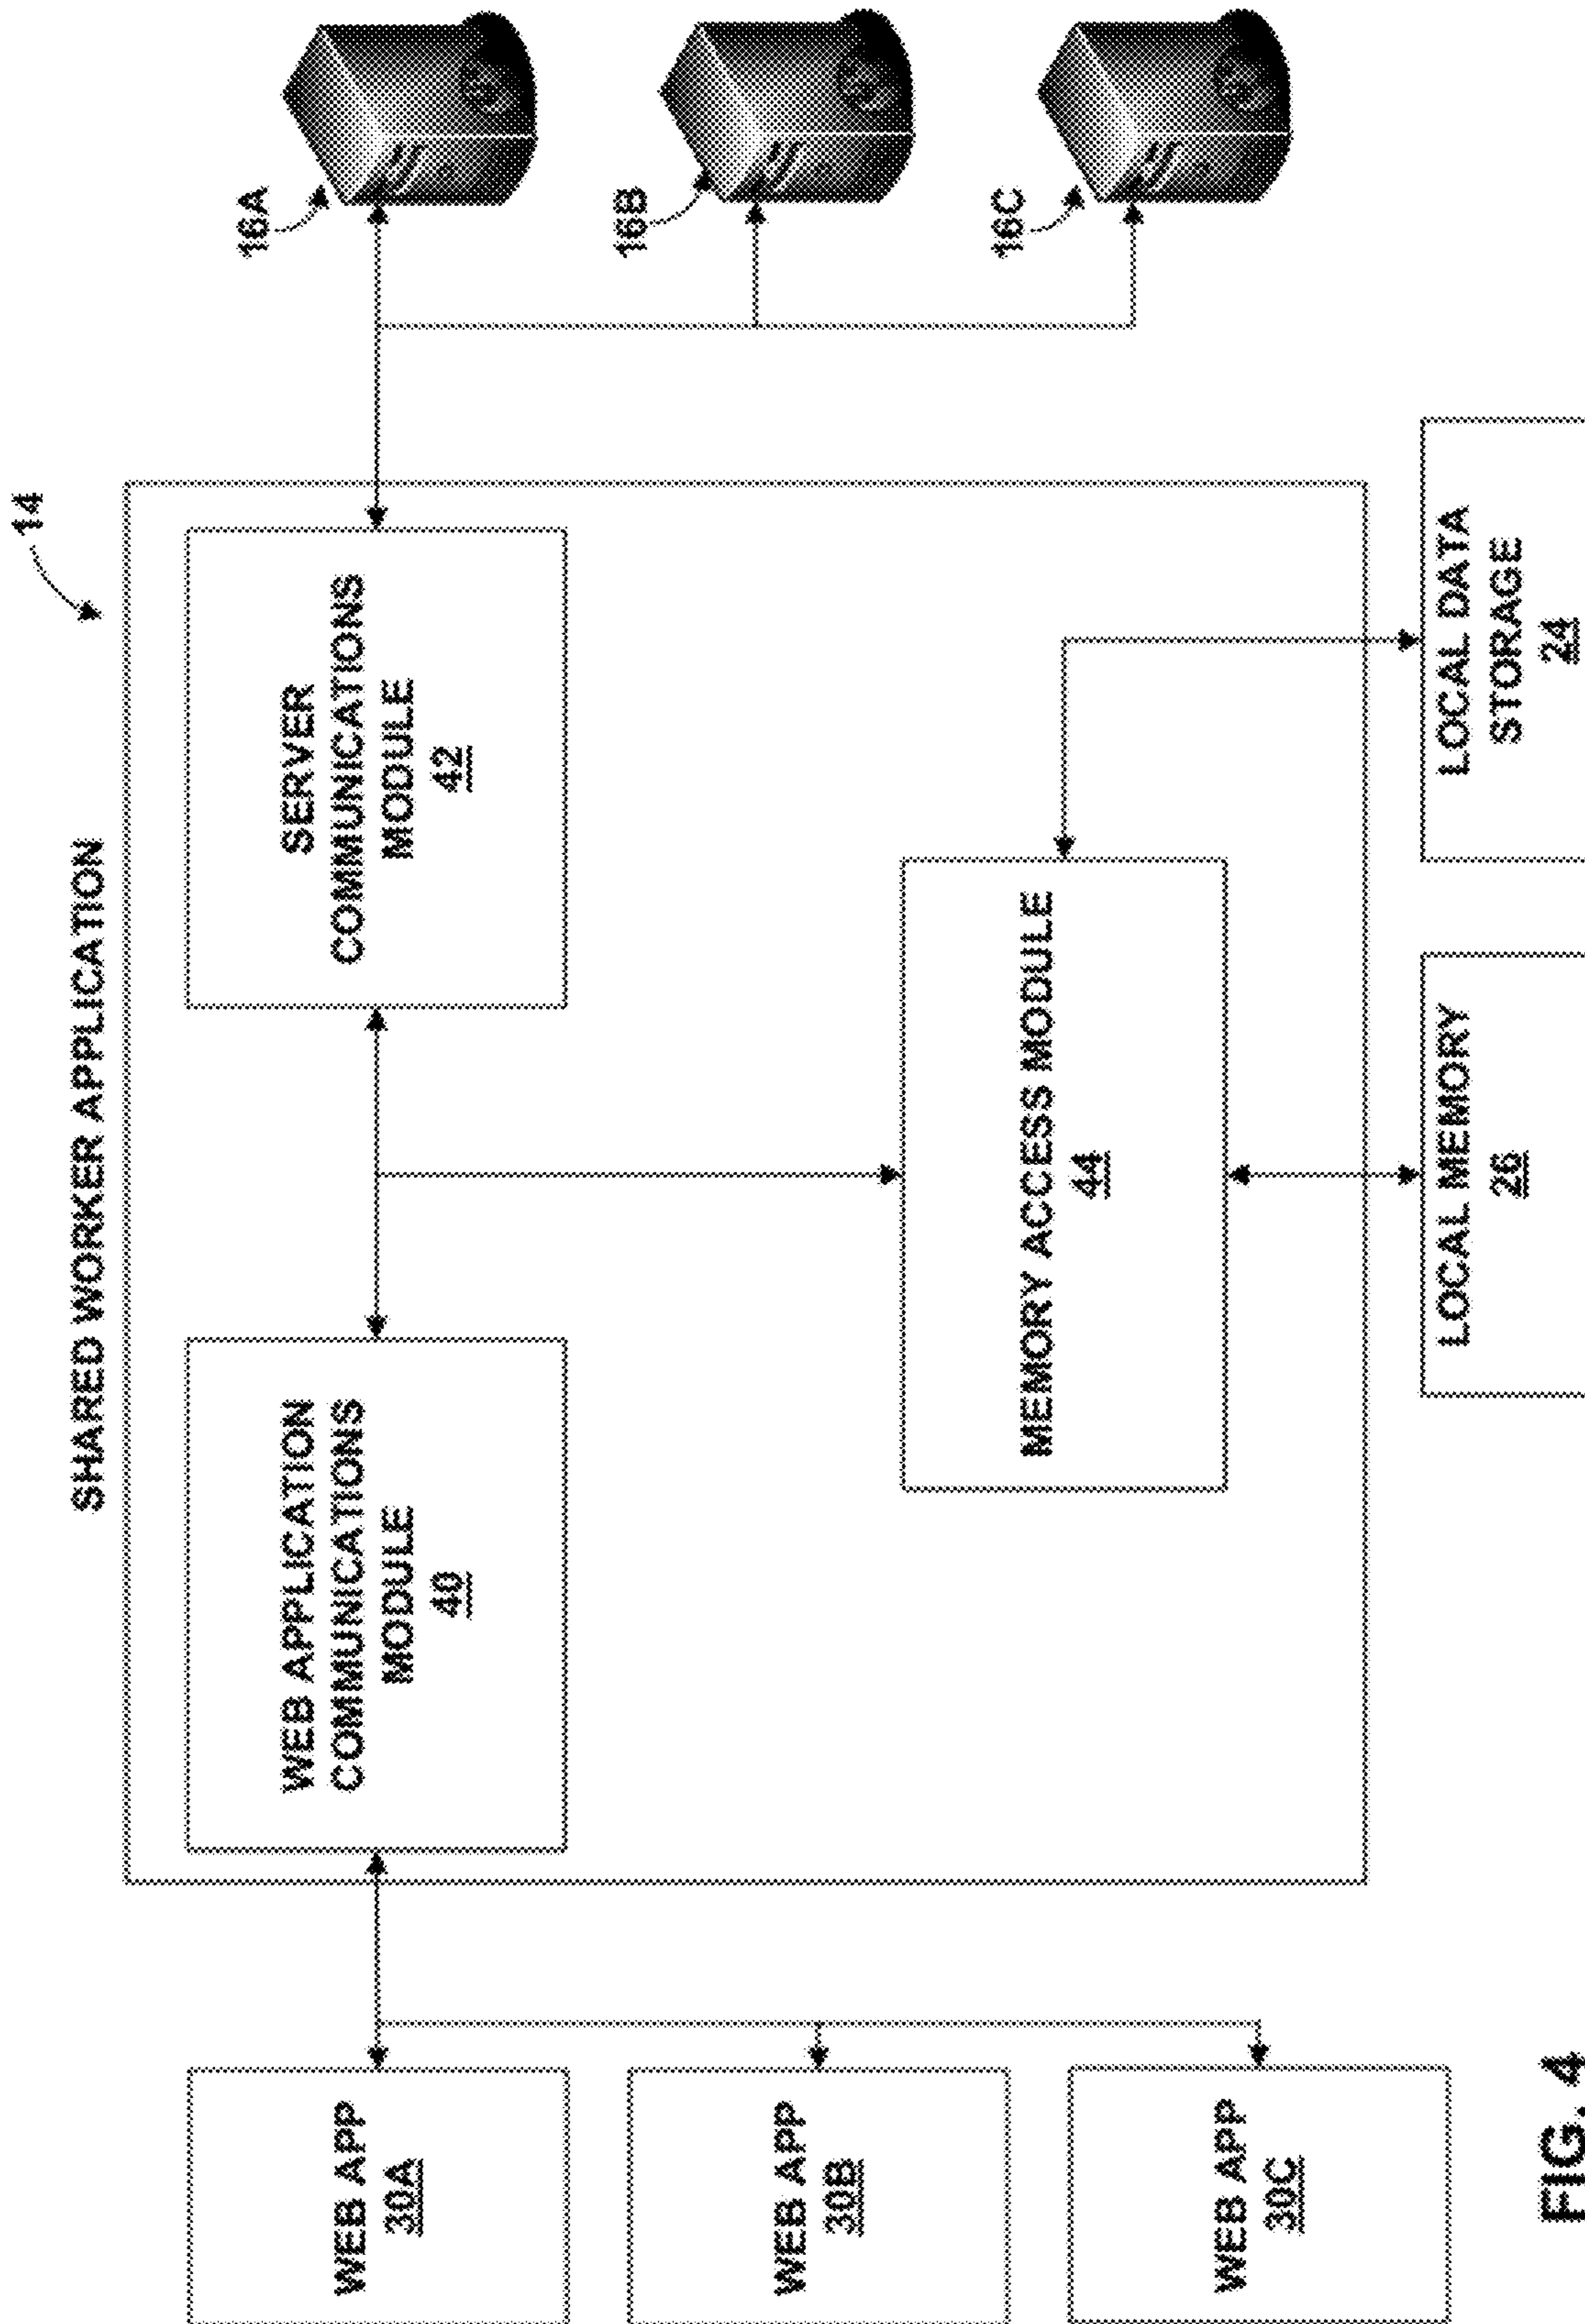 14
SHARED WORKER APPLICATION
WEB APP
30A
WEB APP
30B
WEB APP
30C
WEB APPLICATION
COMMUNICATIONS
MODULE
40
SERVER
COMMUNICATIONS
MODULE
42
MEMORY ACCESS MODULE
44
16A
16B
16C
LOCAL MEMORY
26
LOCAL DATA
STORAGE
24
FIG. 4